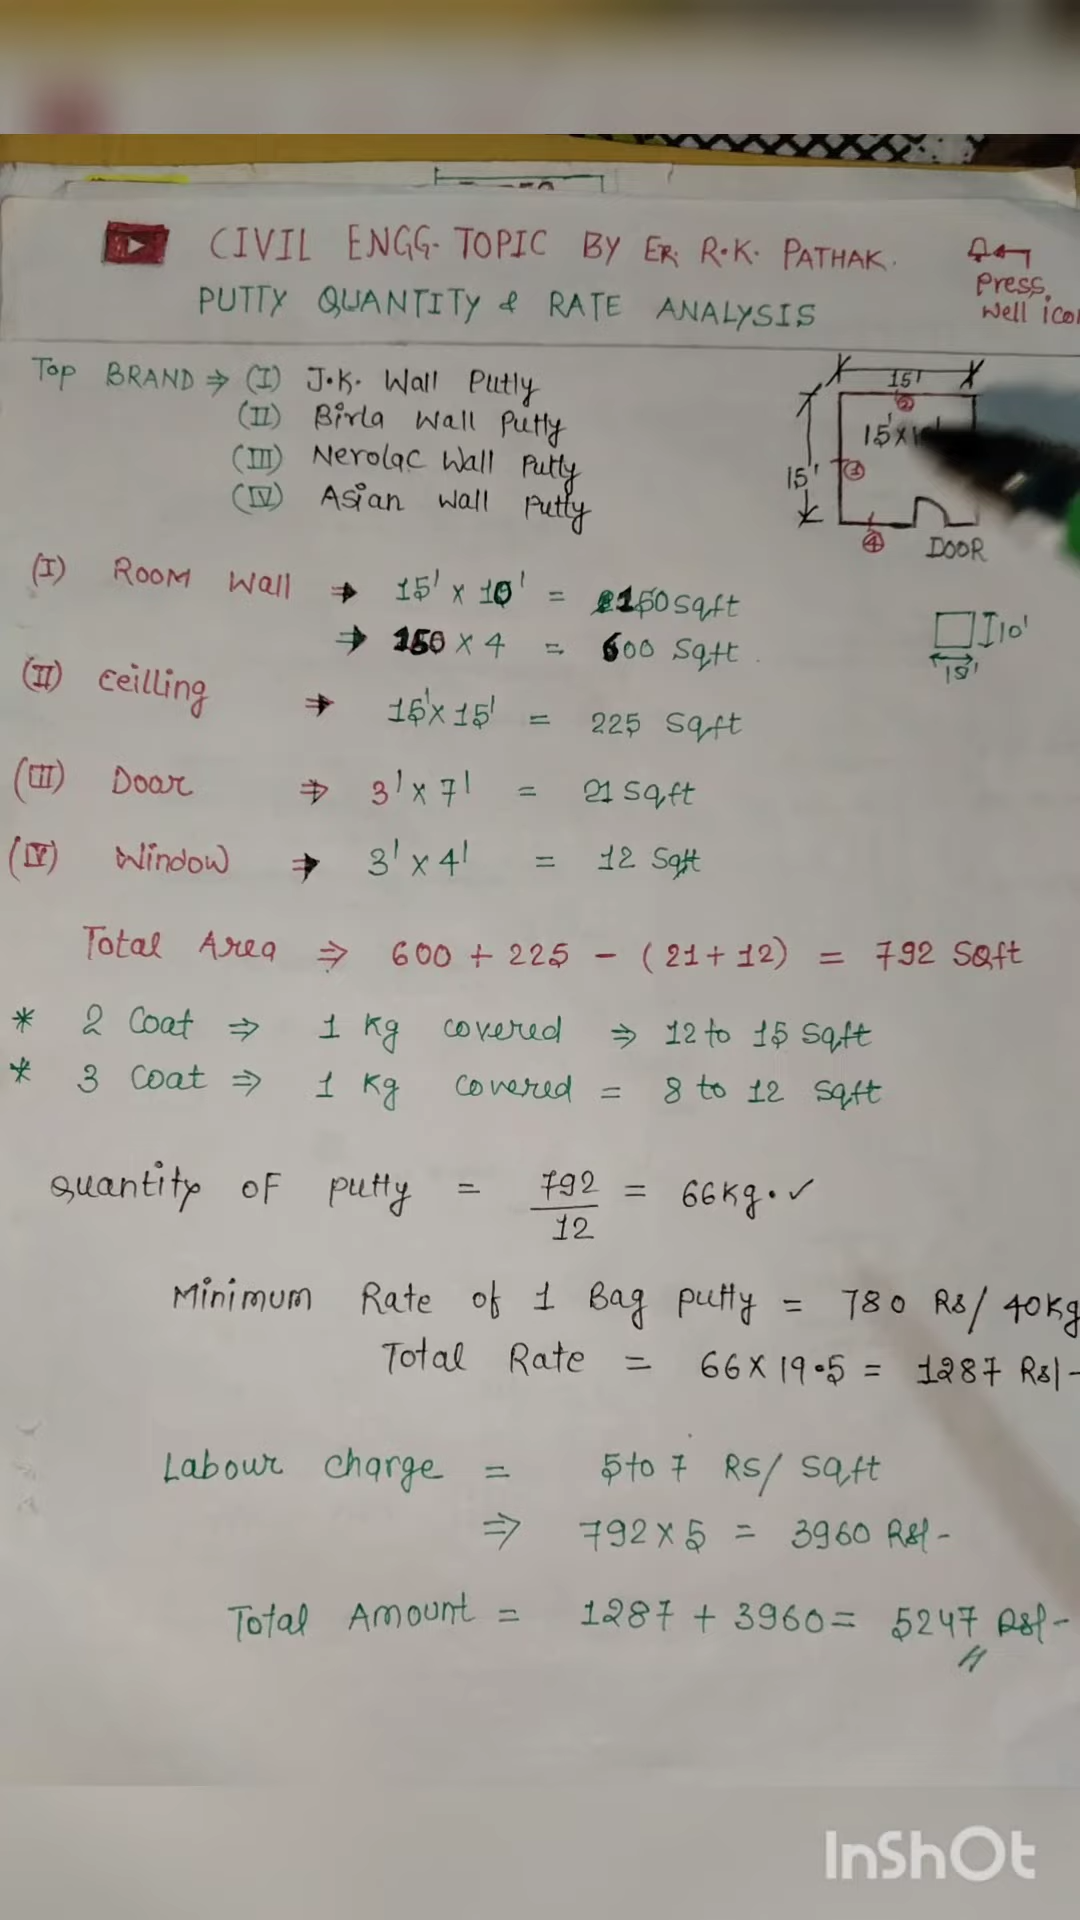 CIVIL ENGG. TOPIC BY ER. R.K. PATHAK.
Press
Well icon
PUTTY QUANTITY & RATE ANALYSIS
TOP BRAND ⇒ (I) J.K. Wall Putty
(II) Birla Wall Putty
(III) Nerolac Wall Putty
(IV) Asian Wall Putty
15'
2
15'
3
4
DOOR
(I) ROOM Wall ⇒ 15' x 10' = 150 Sqft
⇒ 150 x 4 = 600 Sqft.
10'
15'
(II) Ceilling ⇒ 15' x 15' = 225 Sqft
(III) Doar ⇒ 3' x 7' = 21 Sqft
(IV) Window ⇒ 3' x 4' = 12 Sqft
Total Area ⇒ 600 + 225 - (21 + 12) = 792 SQft
* 2 Coat ⇒ 1 Kg covered ⇒ 12 to 15 Sqft
* 3 Coat ⇒ 1 Kg covered = 8 to 12 Sqft
Quantity OF putty = 792/12 = 66Kg. ✓
Minimum Rate of 1 Bag putty = 780 Rs/ 40Kg
Total Rate = 66 x 19.5 = 1287 Rs/-
Labour Charge = 5 to 7 RS/ Sqft
⇒ 792 x 5 = 3960 Rs/-
Total Amount = 1287 + 3960 = 5247 Rs/-
InShOt